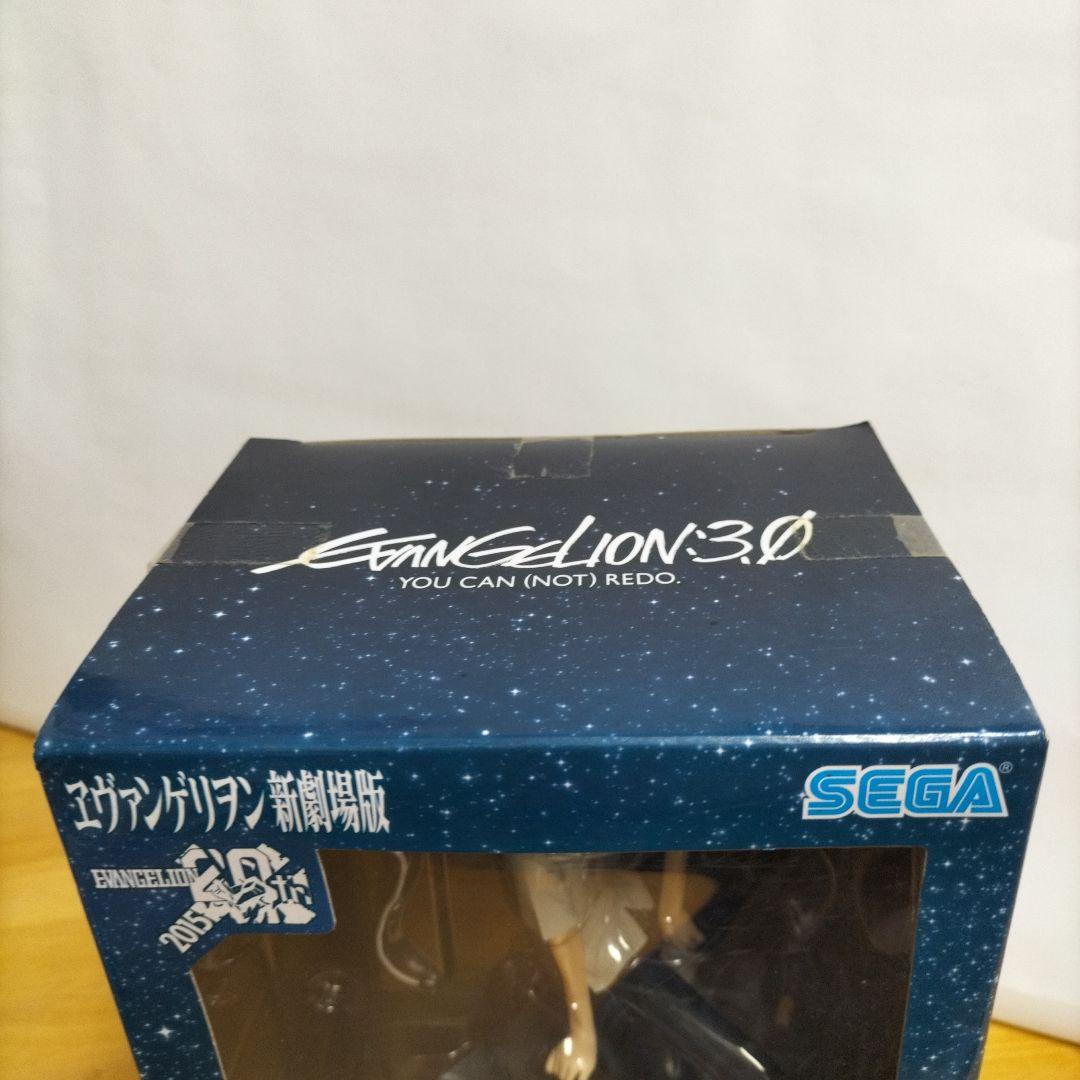 EVANGELION:3.0
YOU CAN (NOT) REDO.
ヱヴァンゲリヲン新劇場版
SEGA®
EVANGELION
20th
2015